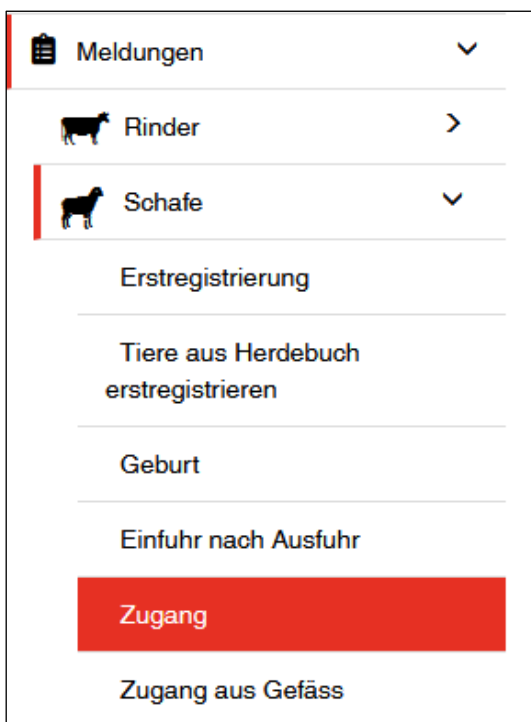 Meldungen
Rinder
Schafe
Erstregistrierung
Tiere aus Herdebuch
erstregistrieren
Geburt
Einfuhr nach Ausfuhr
Zugang
Zugang aus Gefäss